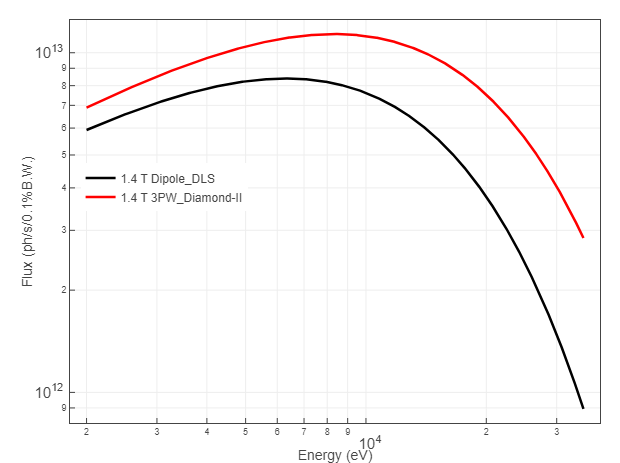 10¹³
9
8
7
6
5
4
3
2
10¹²
9
Flux (ph/s/0.1%B.W.)
1.4 T Dipole_DLS
1.4 T 3PW_Diamond-II
2 3 4 5 6 7 8 9 10⁴ 2 3
Energy (eV)